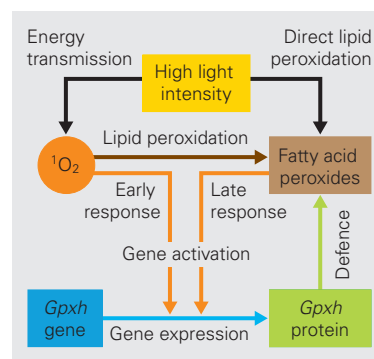 Energy
transmission
Direct lipid
peroxidation
High light
intensity
Lipid peroxidation
¹O₂
Fatty acid
peroxides
Early
response
Late
response
Gene activation
Defence
Gpxh
gene
Gene expression
Gpxh
protein